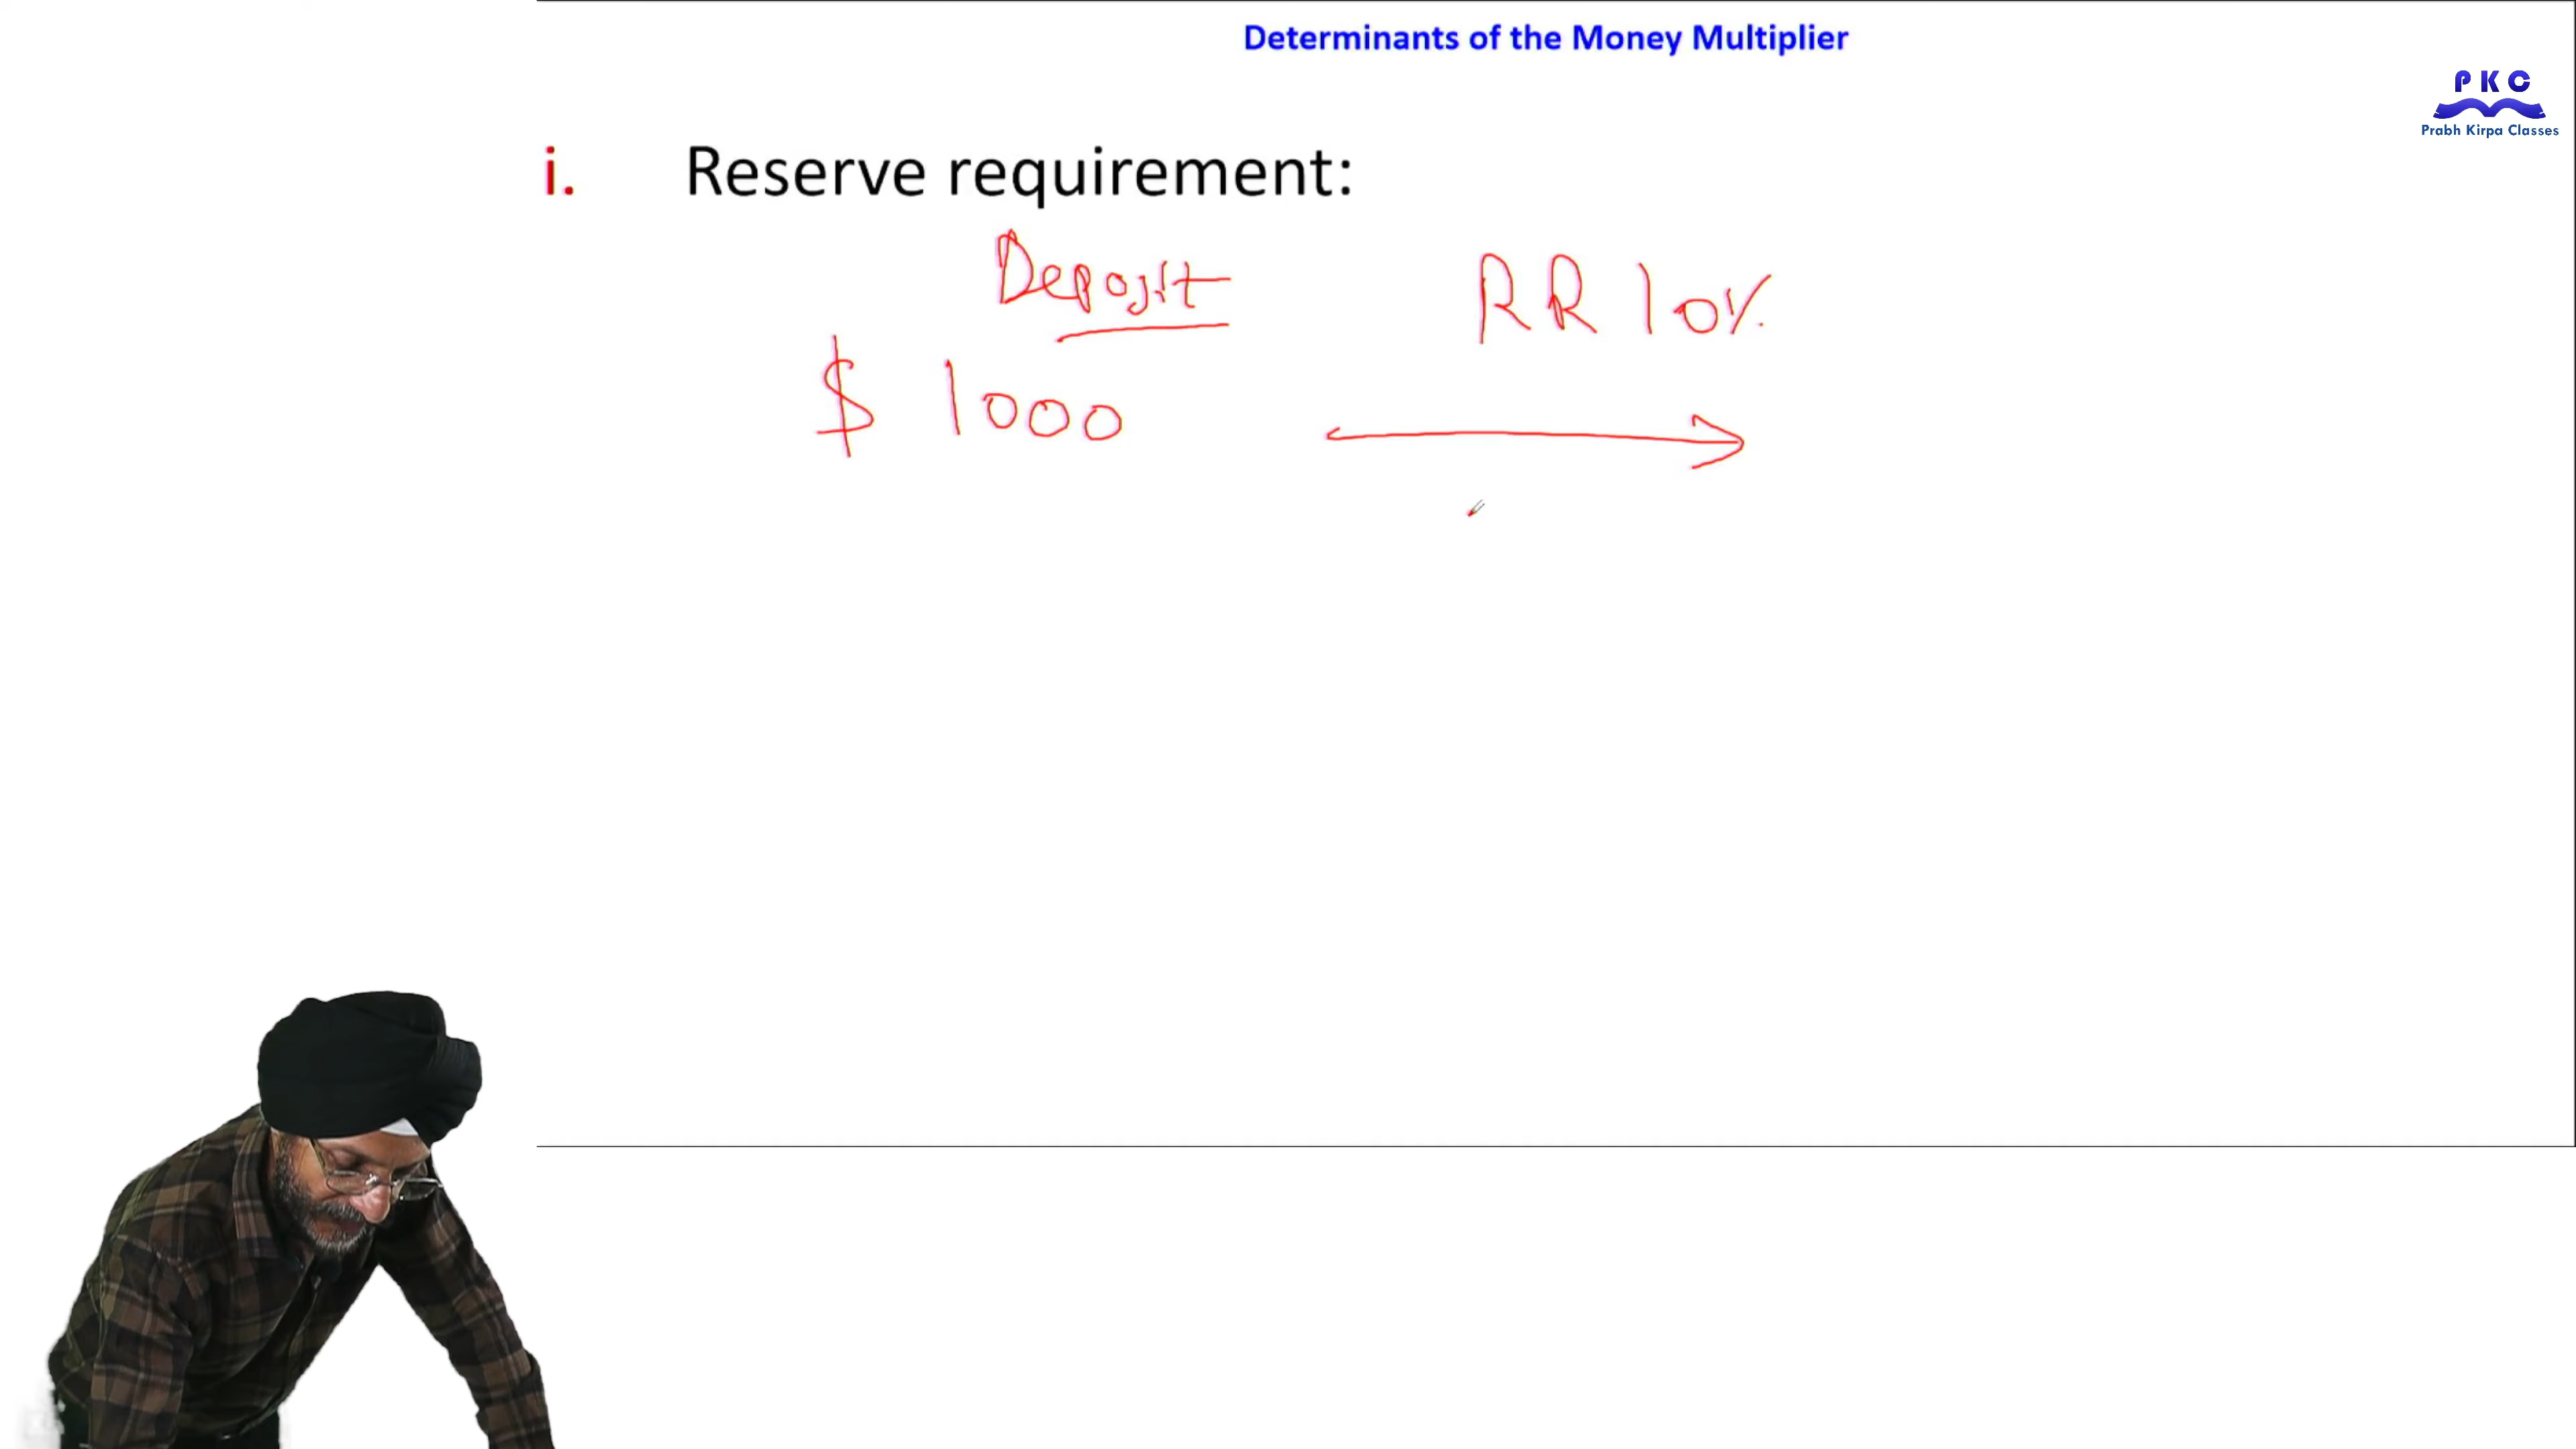 Determinants of the Money Multiplier
PKC
Prabh Kirpa Classes
i. Reserve requirement:
Deposit RR 10%
$ 1000